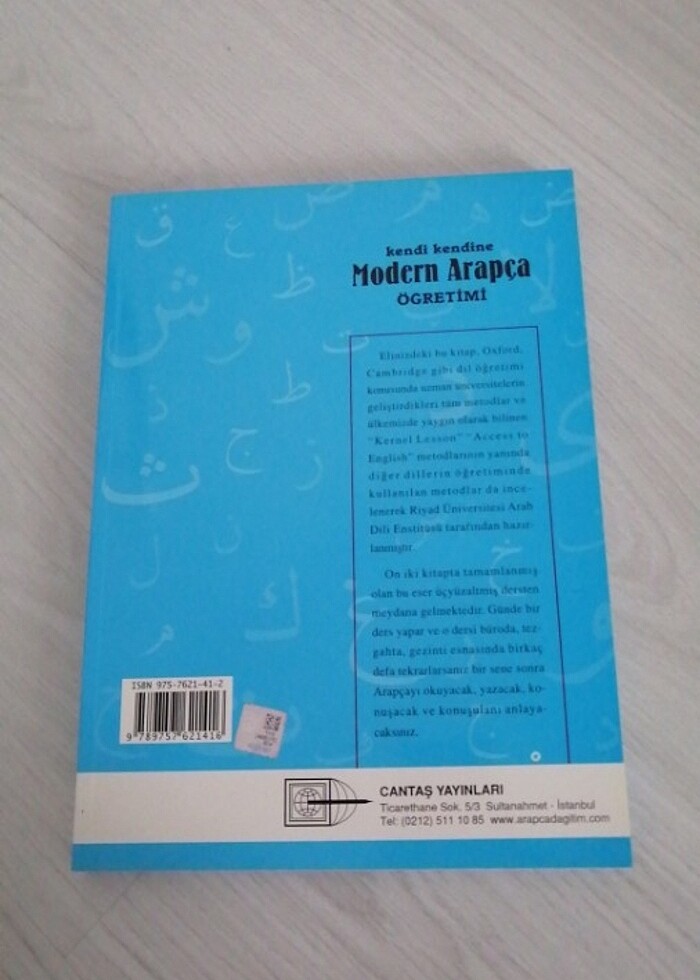 kendi kendine
Modern Arapça
ÖGRETİMİ
Elinizdeki bu kitap, Oxford,
Cambridge gibi dil öğretimi
konusunda uzman üniversitelerin
geliştirdikleri tüm metodlar ve
ülkemizde yaygın olarak bilinen
"Kernel Lesson" "Access to
English" metodlarının yanında
diğer dillerin öğretiminde
kullanılan metodlar da ince-
lenerek Riyad Üniversitesi Arab
Dili Enstitüsü tarafından hazır-
lanmıştır.
On iki kitapta tamamlanmış
olan bu eser üçyüzaltmış dersten
meydana gelmektedir. Günde bir
ders yapar ve o dersi büroda, tez-
gahta, gezinti esnasında birkaç
defa tekrarlarsanız bir sene sonra
Arapçayı okuyacak, yazacak, ko-
nuşacak ve konuşulanı anlaya-
caksınız.
ISBN 975-7621-41-2
9 789757 621416
CANTAŞ YAYINLARI
Ticarethane Sok. 5/3 Sultanahmet - İstanbul
Tel: (0212) 511 10 85 www.arapcadagitim.com